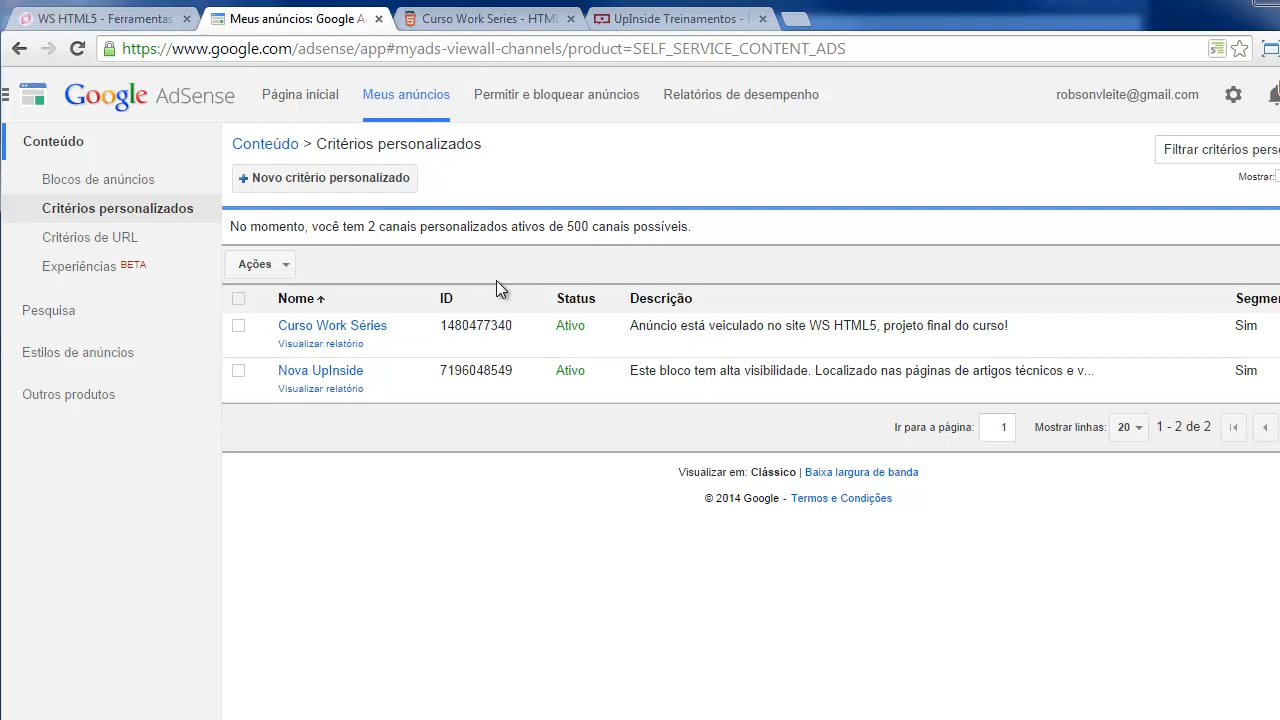 WS HTML5 - Ferramentas
Meus anúncios: Google A
Curso Work Series - HTML
UpInside Treinamentos -
https://www.google.com/adsense/app#myads-viewall-channels/product=SELF_SERVICE_CONTENT_ADS
Google AdSense
Página inicial
Meus anúncios
Permitir e bloquear anúncios
Relatórios de desempenho
robsonvleite@gmail.com
Conteúdo
Blocos de anúncios
Critérios personalizados
Critérios de URL
Experiências BETA
Pesquisa
Estilos de anúncios
Outros produtos
Conteúdo > Critérios personalizados
Filtrar critérios perso
+ Novo critério personalizado
Mostrar:
No momento, você tem 2 canais personalizados ativos de 500 canais possíveis.
Ações
Nome ID Status Descrição Segmen
Curso Work Séries 1480477340 Ativo Anúncio está veiculado no site WS HTML5, projeto final do curso! Sim
Visualizar relatório
Nova UpInside 7196048549 Ativo Este bloco tem alta visibilidade. Localizado nas páginas de artigos técnicos e v... Sim
Visualizar relatório
Ir para a página: 1 Mostrar linhas: 20 1 - 2 de 2
Visualizar em: Clássico | Baixa largura de banda
© 2014 Google - Termos e Condições